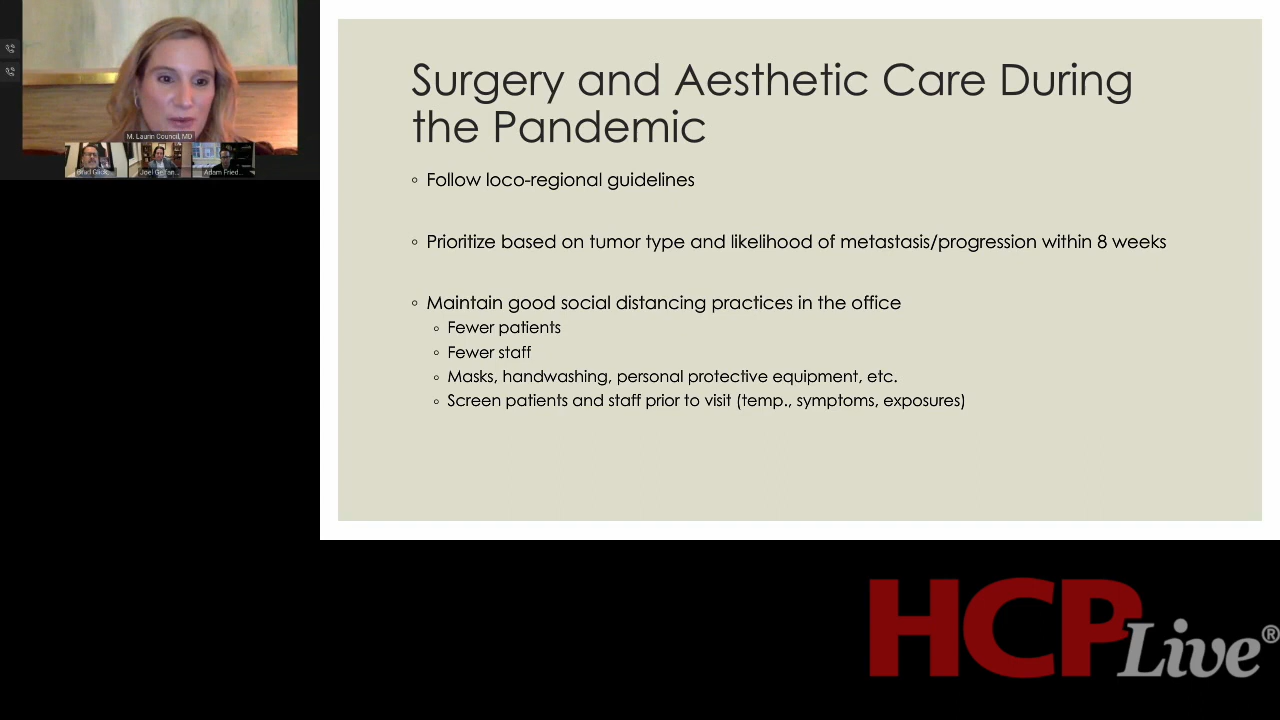 M. Laurin Council, MD
Joel Gelfan...
Adam Fried...
Surgery and Aesthetic Care During
the Pandemic
◦ Follow loco-regional guidelines
◦ Prioritize based on tumor type and likelihood of metastasis/progression within 8 weeks
◦ Maintain good social distancing practices in the office
◦ Fewer patients
◦ Fewer staff
◦ Masks, handwashing, personal protective equipment, etc.
◦ Screen patients and staff prior to visit (temp., symptoms, exposures)
HCPLive®